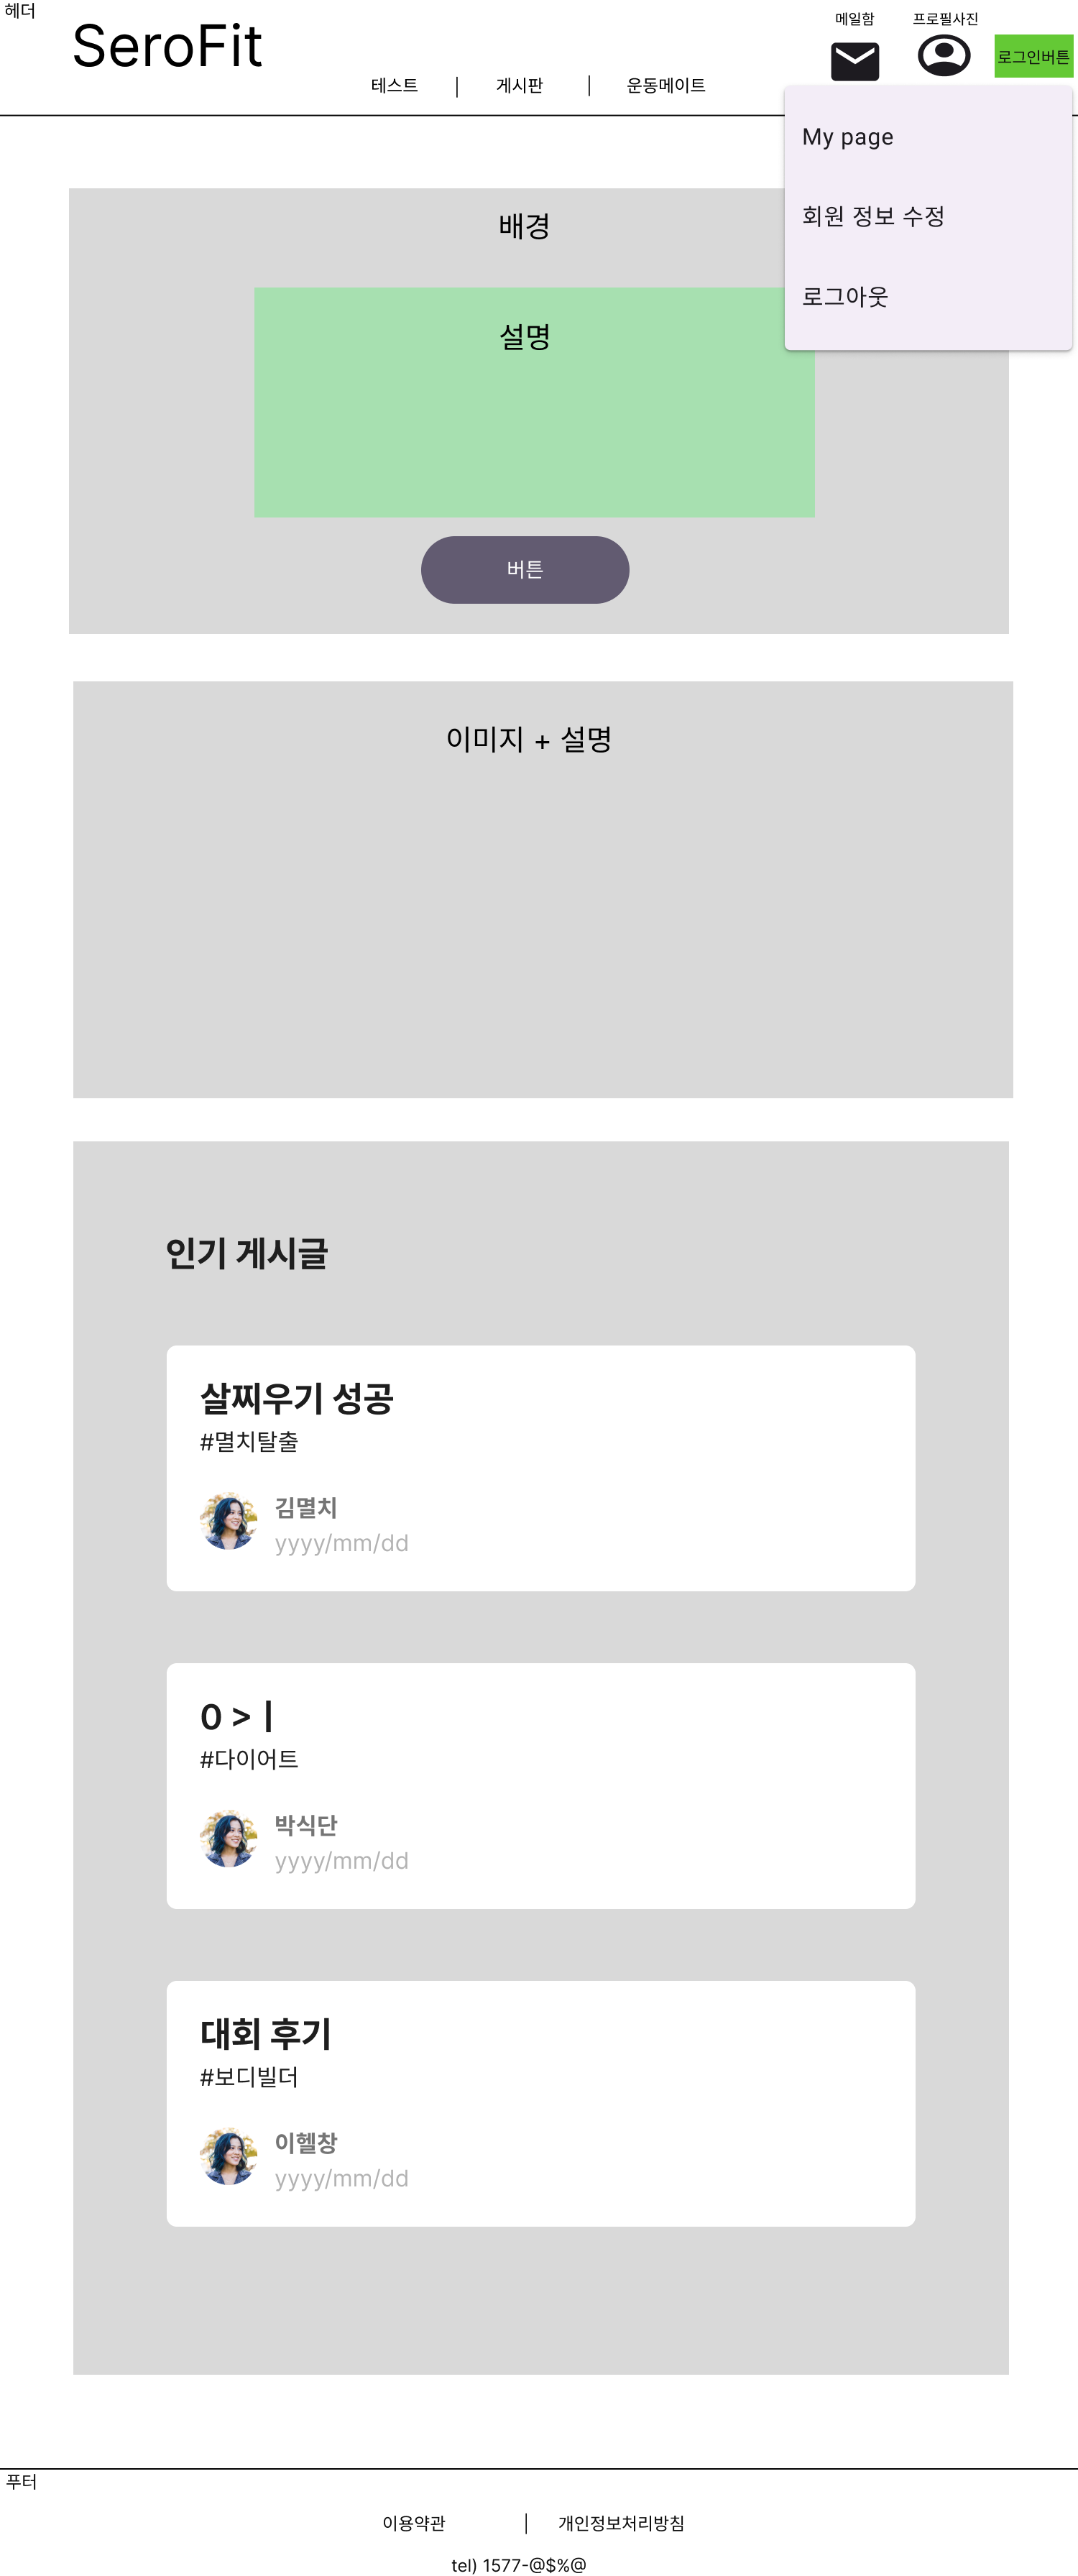 헤더
SeroFit
메일함
프로필사진
로그인버튼
테스트 | 게시판 | 운동메이트
My page
회원 정보 수정
로그아웃
배경
설명
버튼
이미지 + 설명
인기 게시글
살찌우기 성공
#멸치탈출
김멸치
yyyy/mm/dd
0 > ㅣ
#다이어트
박식단
yyyy/mm/dd
대회 후기
#보디빌더
이헬창
yyyy/mm/dd
푸터
이용약관 | 개인정보처리방침
tel) 1577-@$%@